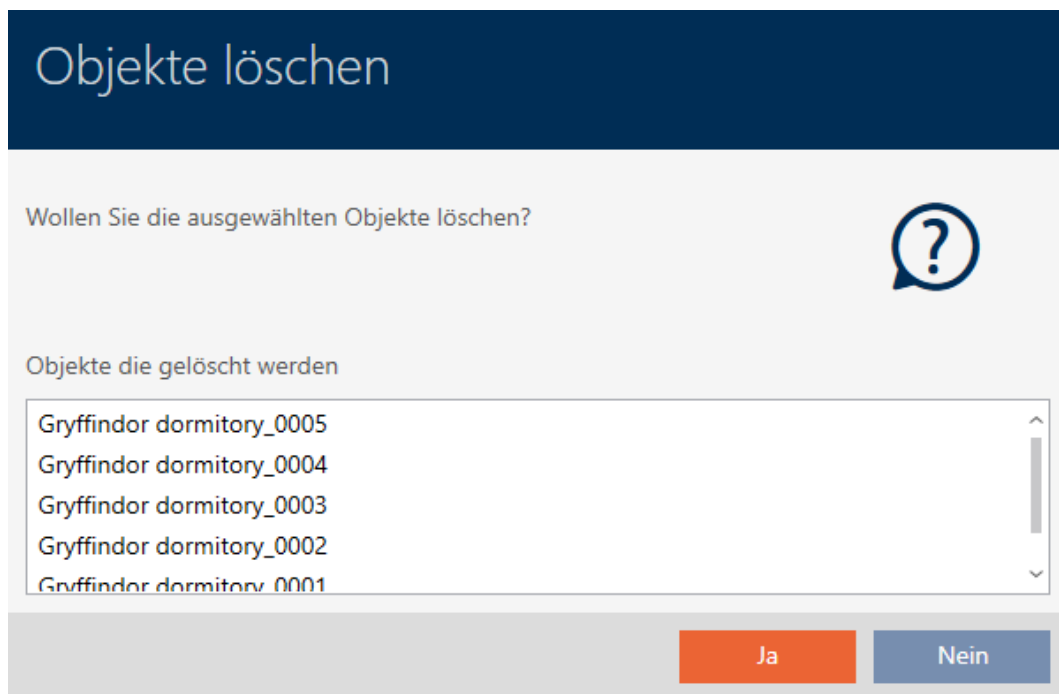 Objekte löschen
Wollen Sie die ausgewählten Objekte löschen?
?
Objekte die gelöscht werden
Gryffindor dormitory_0005
Gryffindor dormitory_0004
Gryffindor dormitory_0003
Gryffindor dormitory_0002
Gryffindor dormitory_0001
Ja Nein